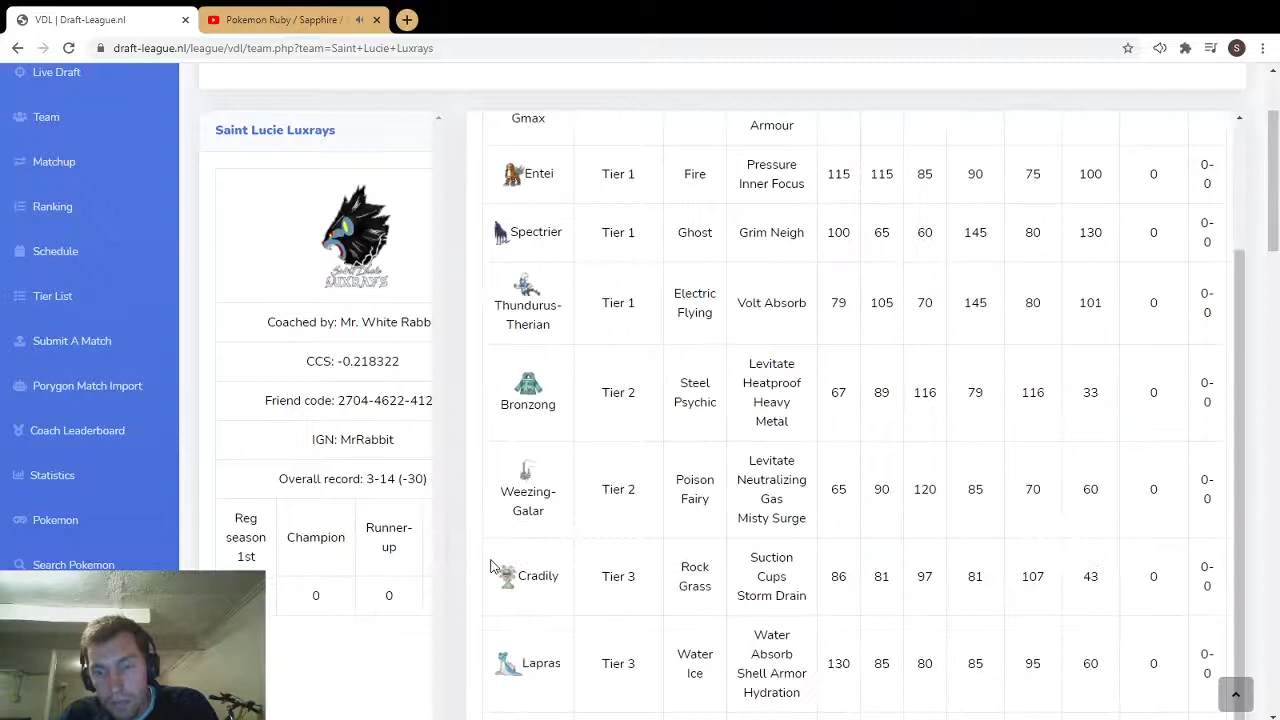 VDL | Draft-League.nl
Pokemon Ruby / Sapphire /
draft-league.nl/league/vdl/team.php?team=Saint+Lucie+Luxrays
S
Live Draft
Team
Matchup
Ranking
Schedule
Tier List
Submit A Match
Porygon Match Import
Coach Leaderboard
Statistics
Pokemon
Search Pokemon
Saint Lucie Luxrays
LUXRAYS
Coached by: Mr. White Rabb
CCS: -0.218322
Friend code: 2704-4622-412
IGN: MrRabbit
Overall record: 3-14 (-30)
Reg season 1st Champion Runner-up
0 0
Gmax Armour
Entei Tier 1 Fire Pressure Inner Focus 115 115 85 90 75 100 0 0-0
Spectrier Tier 1 Ghost Grim Neigh 100 65 60 145 80 130 0 0-0
Thundurus-Therian Tier 1 Electric Flying Volt Absorb 79 105 70 145 80 101 0 0-0
Bronzong Tier 2 Steel Psychic Levitate Heatproof Heavy Metal 67 89 116 79 116 33 0 0-0
Weezing-Galar Tier 2 Poison Fairy Levitate Neutralizing Gas Misty Surge 65 90 120 85 70 60 0 0-0
Cradily Tier 3 Rock Grass Suction Cups Storm Drain 86 81 97 81 107 43 0 0-0
Lapras Tier 3 Water Ice Water Absorb Shell Armor Hydration 130 85 80 85 95 60 0 0-0